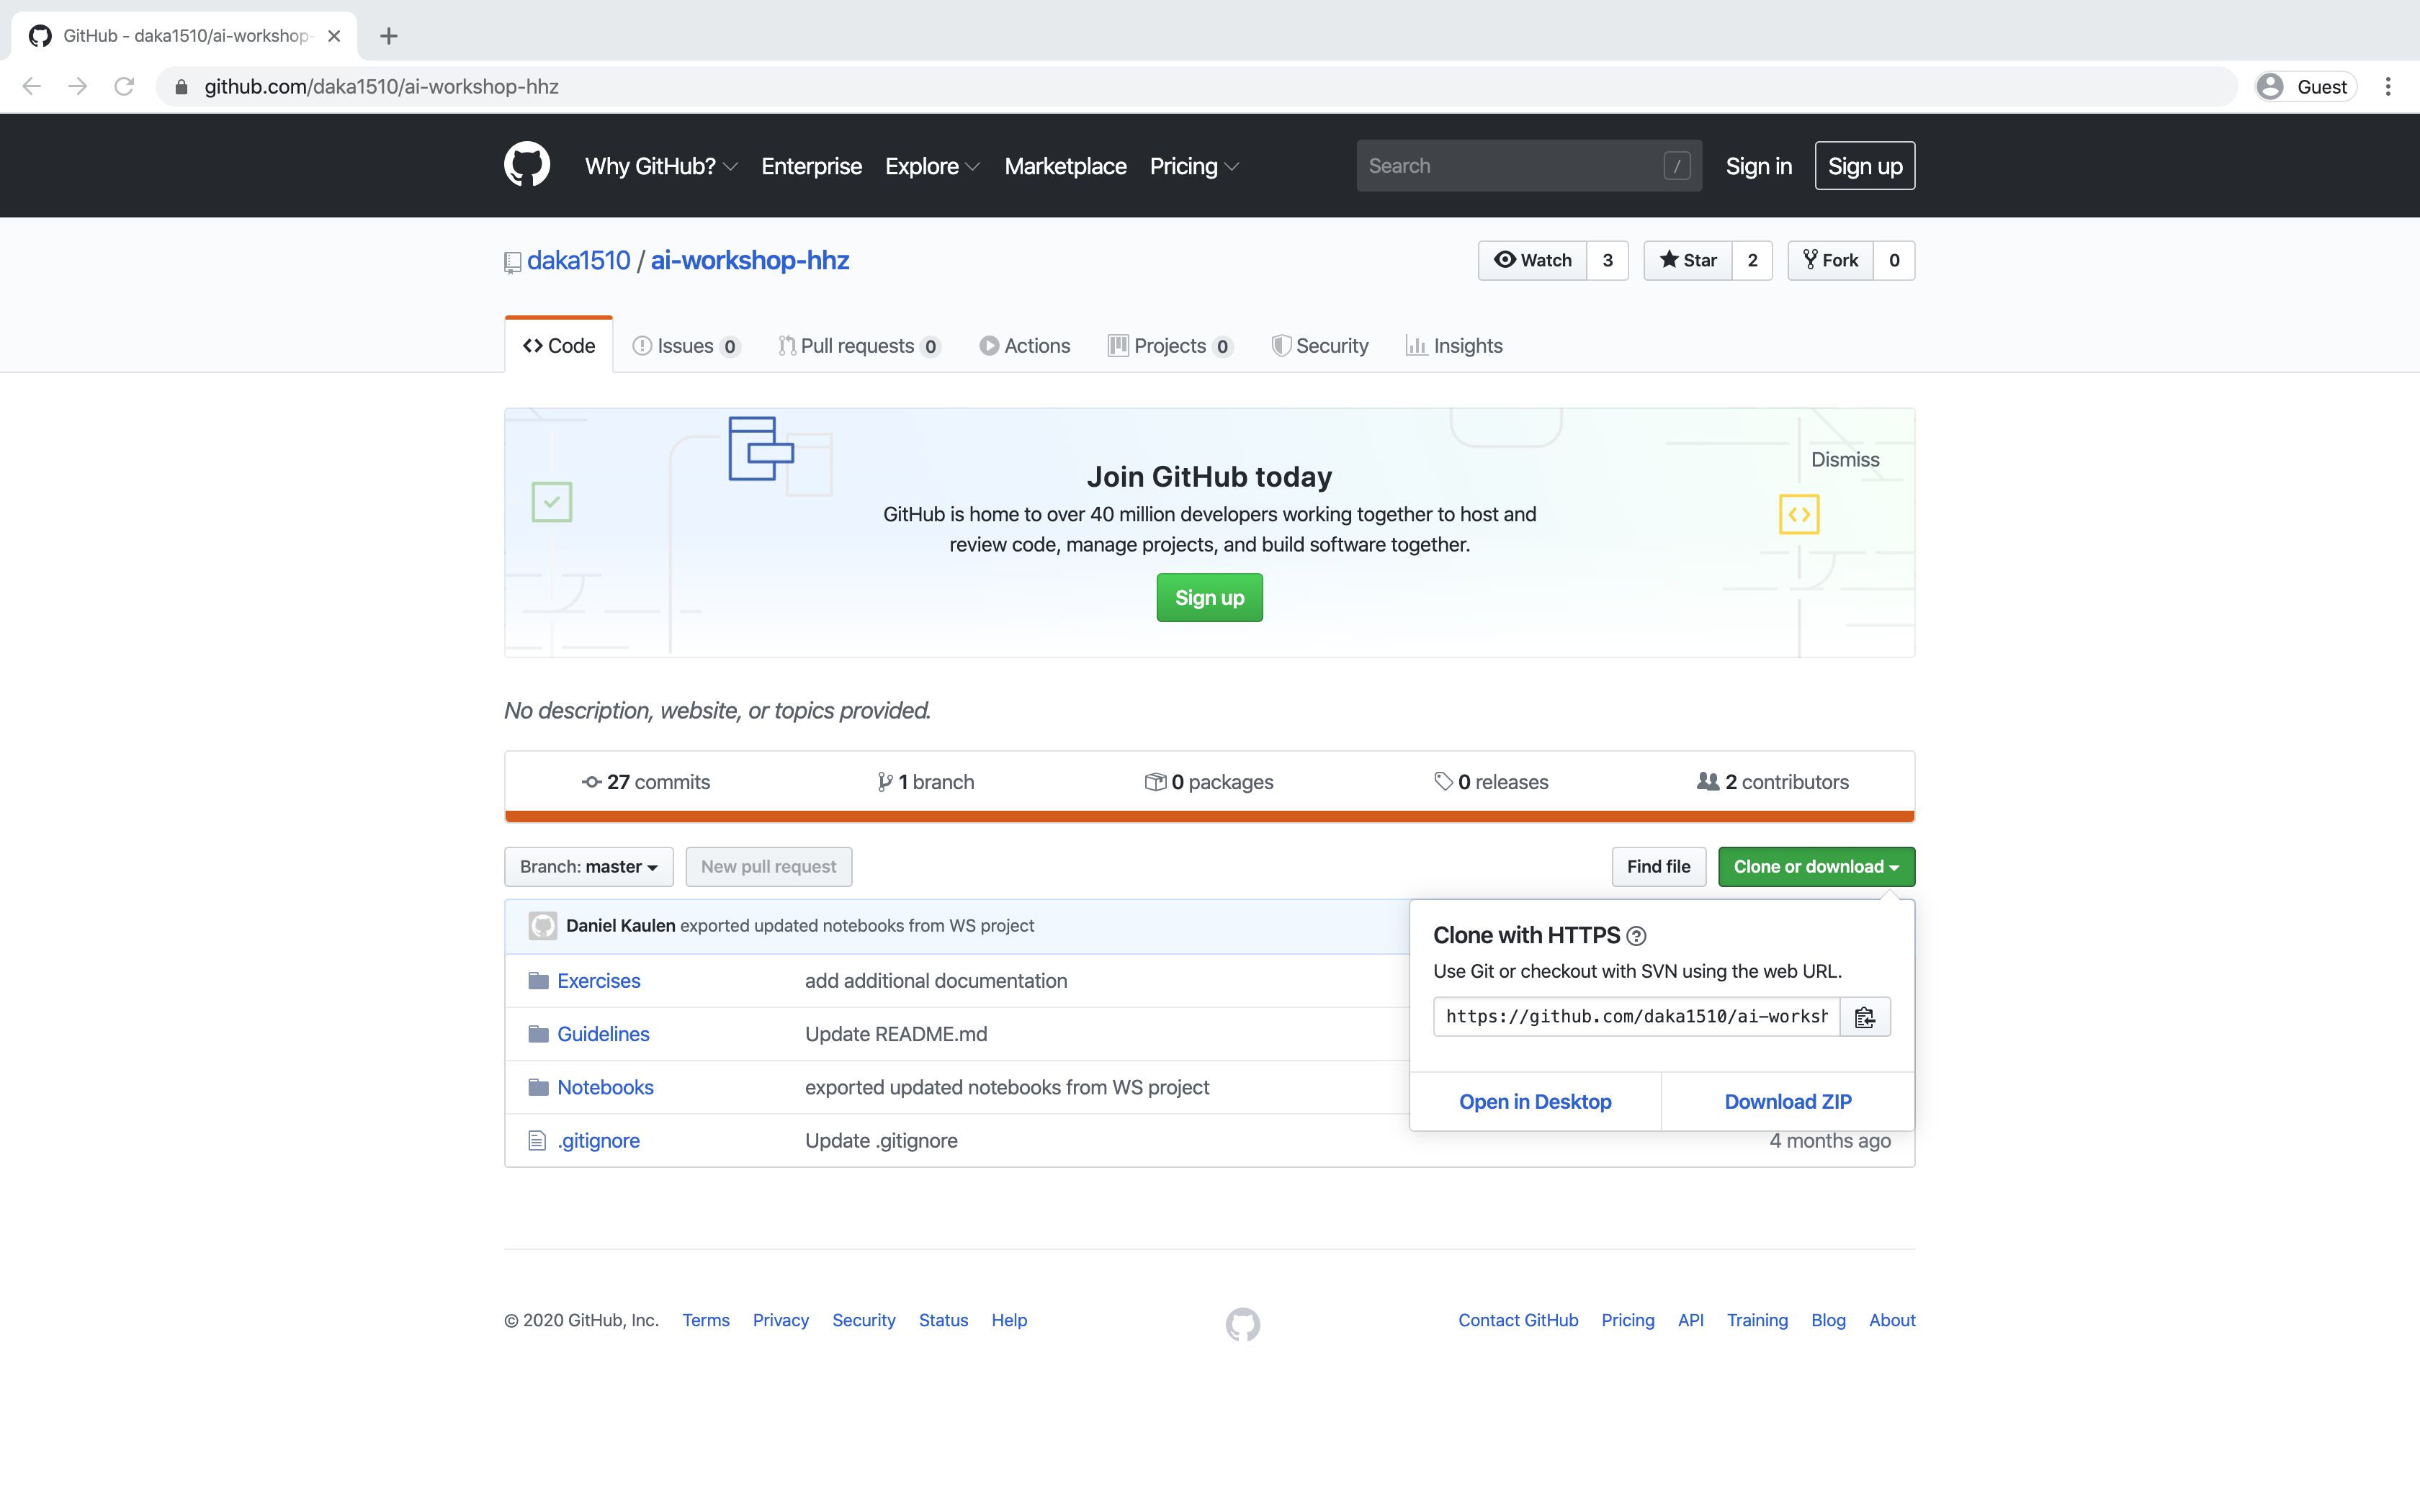 GitHub - daka1510/ai-workshop-
github.com/daka1510/ai-workshop-hhz
Guest
Why GitHub? Enterprise Explore Marketplace Pricing
Search /
Sign in Sign up
daka1510 / ai-workshop-hhz
Watch 3 Star 2 Fork 0
Code Issues 0 Pull requests 0 Actions Projects 0 Security Insights
Dismiss
Join GitHub today
GitHub is home to over 40 million developers working together to host and
review code, manage projects, and build software together.
Sign up
No description, website, or topics provided.
27 commits 1 branch 0 packages 0 releases 2 contributors
Branch: master New pull request Find file Clone or download
Daniel Kaulen exported updated notebooks from WS project
Exercises add additional documentation
Guidelines Update README.md
Notebooks exported updated notebooks from WS project
.gitignore Update .gitignore 4 months ago
Clone with HTTPS ?
Use Git or checkout with SVN using the web URL.
https://github.com/daka1510/ai-worksh
Open in Desktop Download ZIP
© 2020 GitHub, Inc. Terms Privacy Security Status Help
Contact GitHub Pricing API Training Blog About